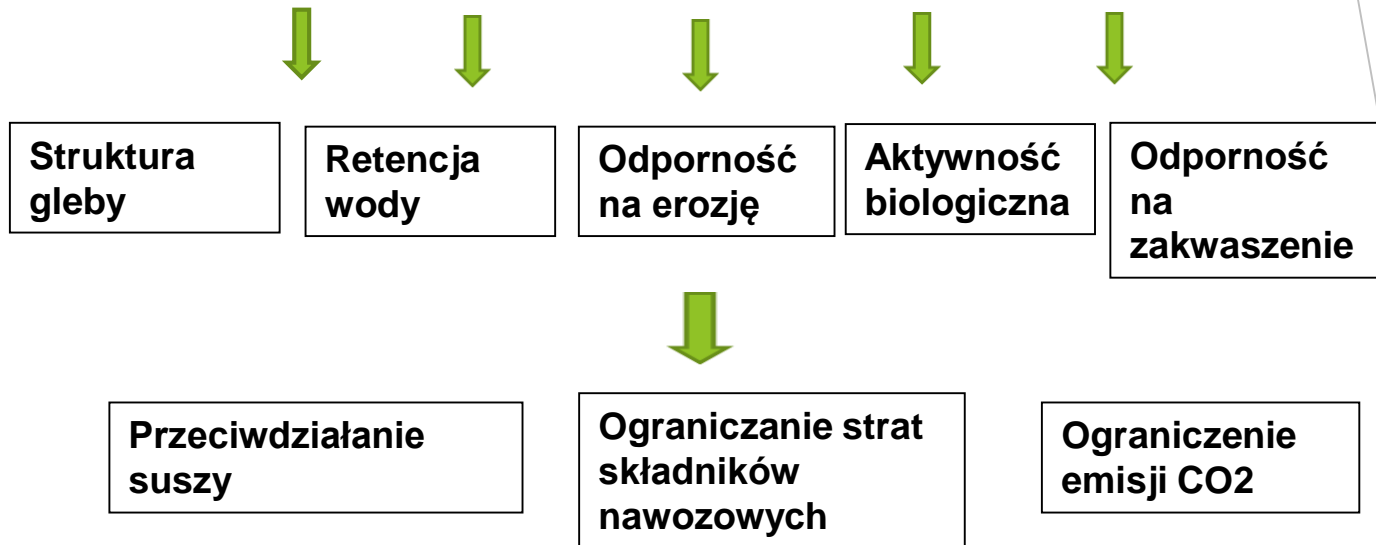 Struktura
gleby
Retencja
wody
Odporność
na erozję
Aktywność
biologiczna
Odporność
na
zakwaszenie
Przeciwdziałanie
suszy
Ograniczanie strat
składników
nawozowych
Ograniczenie
emisji CO2